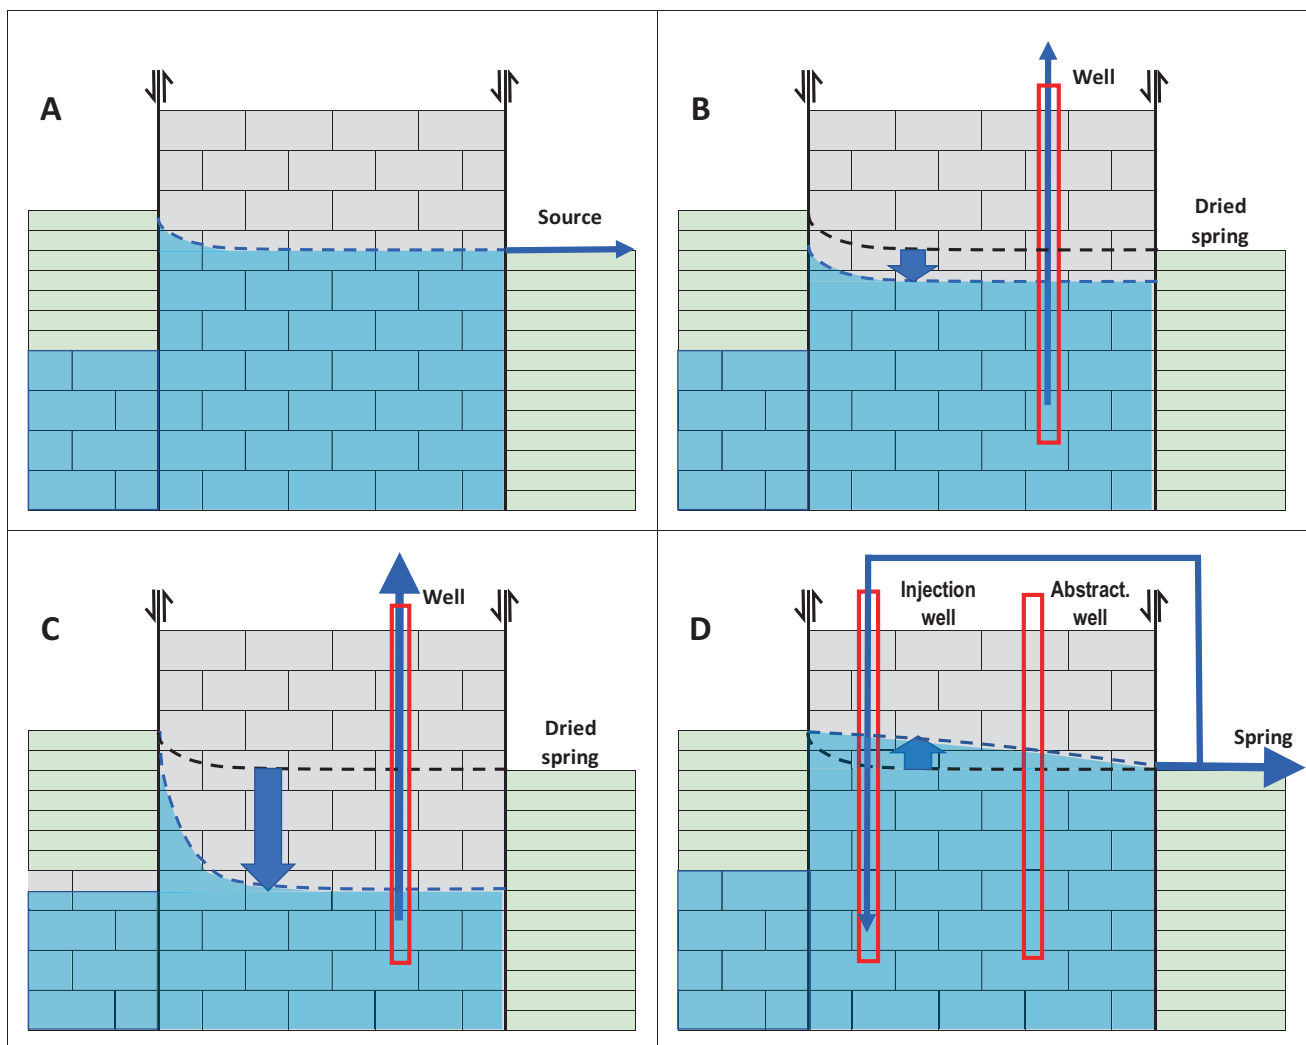 A
Source
B
Well
Dried
spring
C
Well
Dried
spring
D
Injection
well
Abstract.
well
Spring